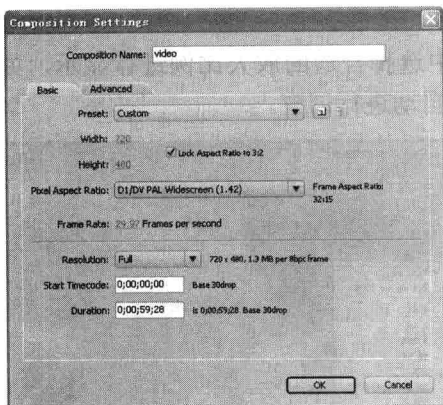 Composition Settings
Composition Name: video
Basic Advanced
Preset: Custom
Width: 720
Lock Aspect Ratio to 3:2
Height: 480
Pixel Aspect Ratio: D1/DV PAL Widescreen (1.42) Frame Aspect Ratio:
32:15
Frame Rate: 29.97 Frames per second
Resolution: Full 720 x 480, 1.3 MB per 8bpc frame
Start Timecode: 0;00;00;00 Base 30drop
Duration: 0;00;59;28 is 0;00;59;28 Base 30drop
OK Cancel